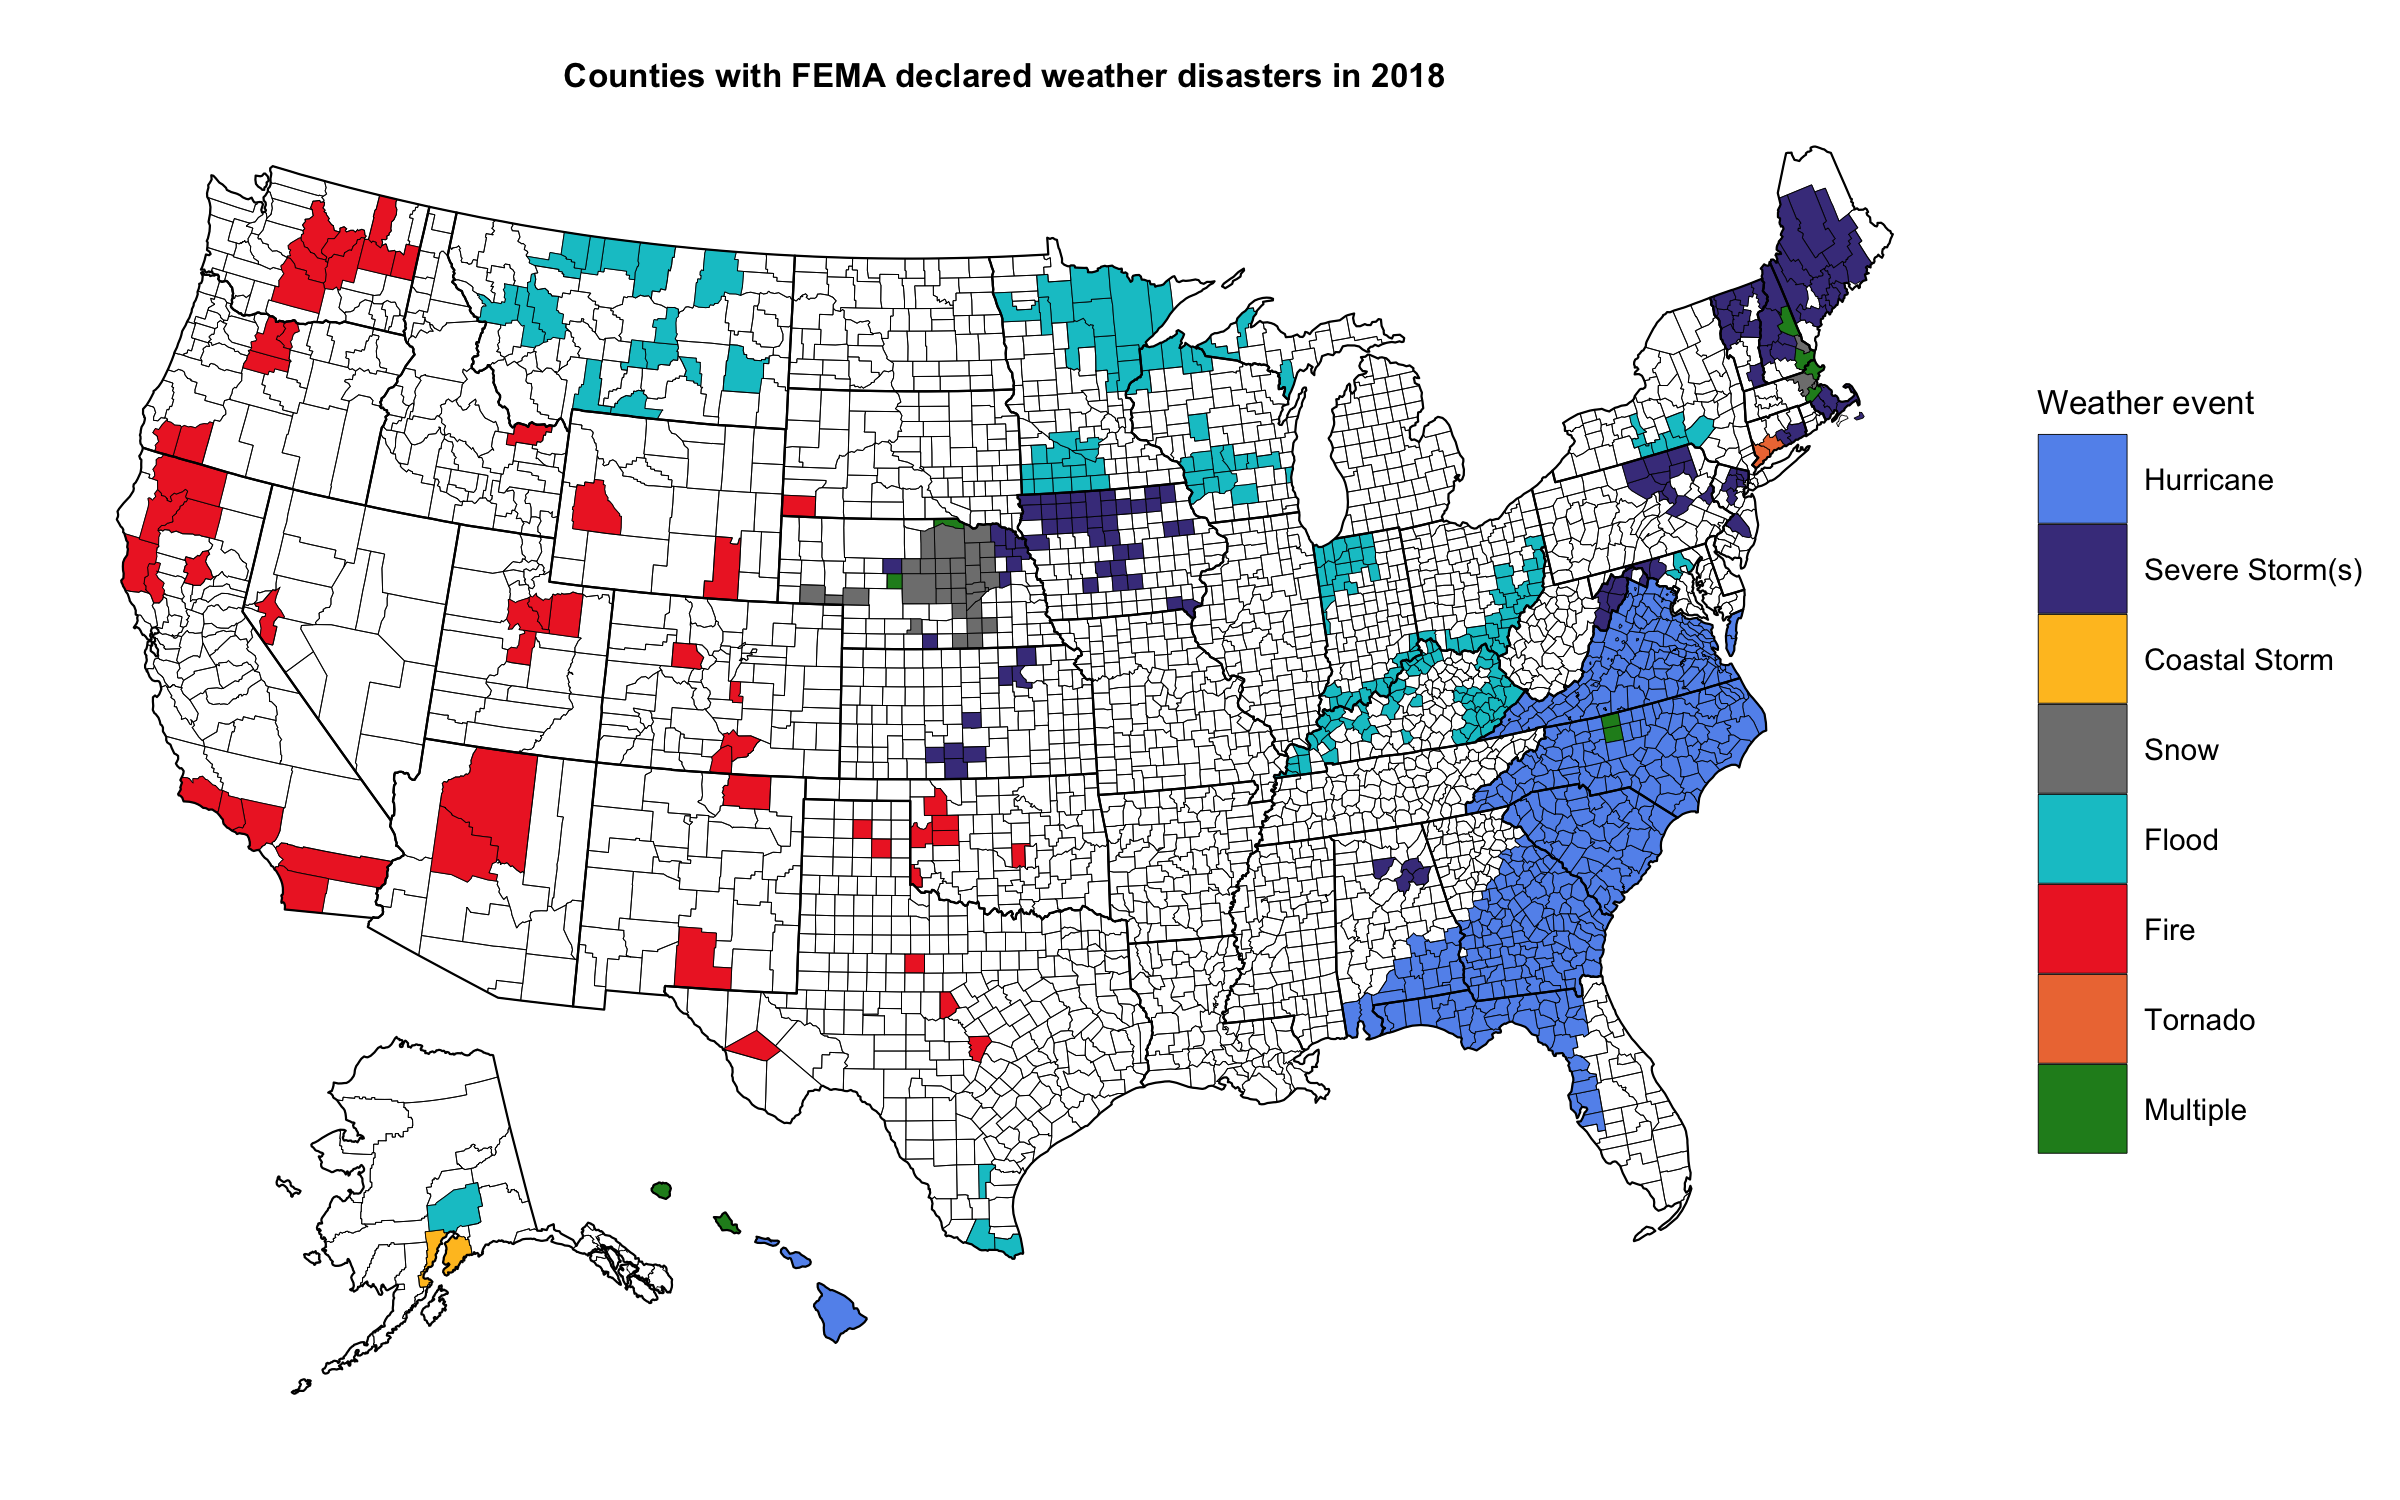 Counties with FEMA declared weather disasters in 2018
Weather event
Hurricane
Severe Storm(s)
Coastal Storm
Snow
Flood
Fire
Tornado
Multiple